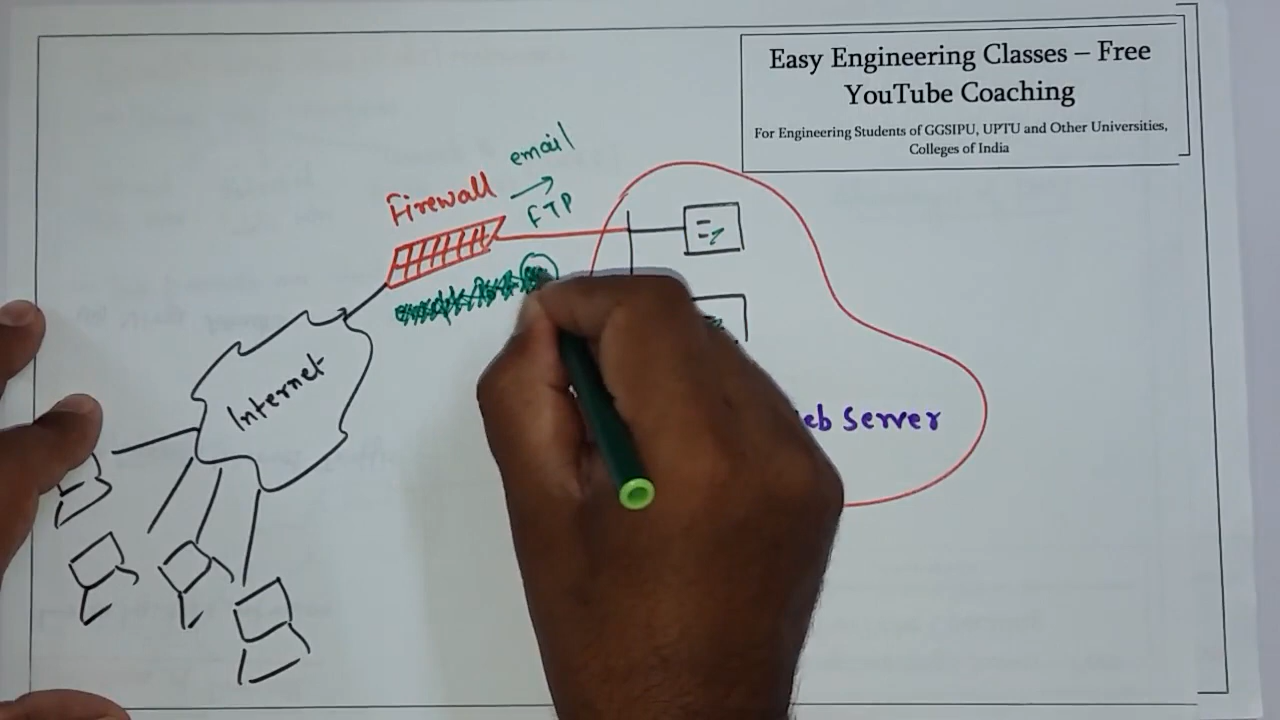 Easy Engineering Classes – Free
YouTube Coaching
For Engineering Students of GGSIPU, UPTU and Other Universities,
Colleges of India
email
Firewall
FTP
Internet
eb Server